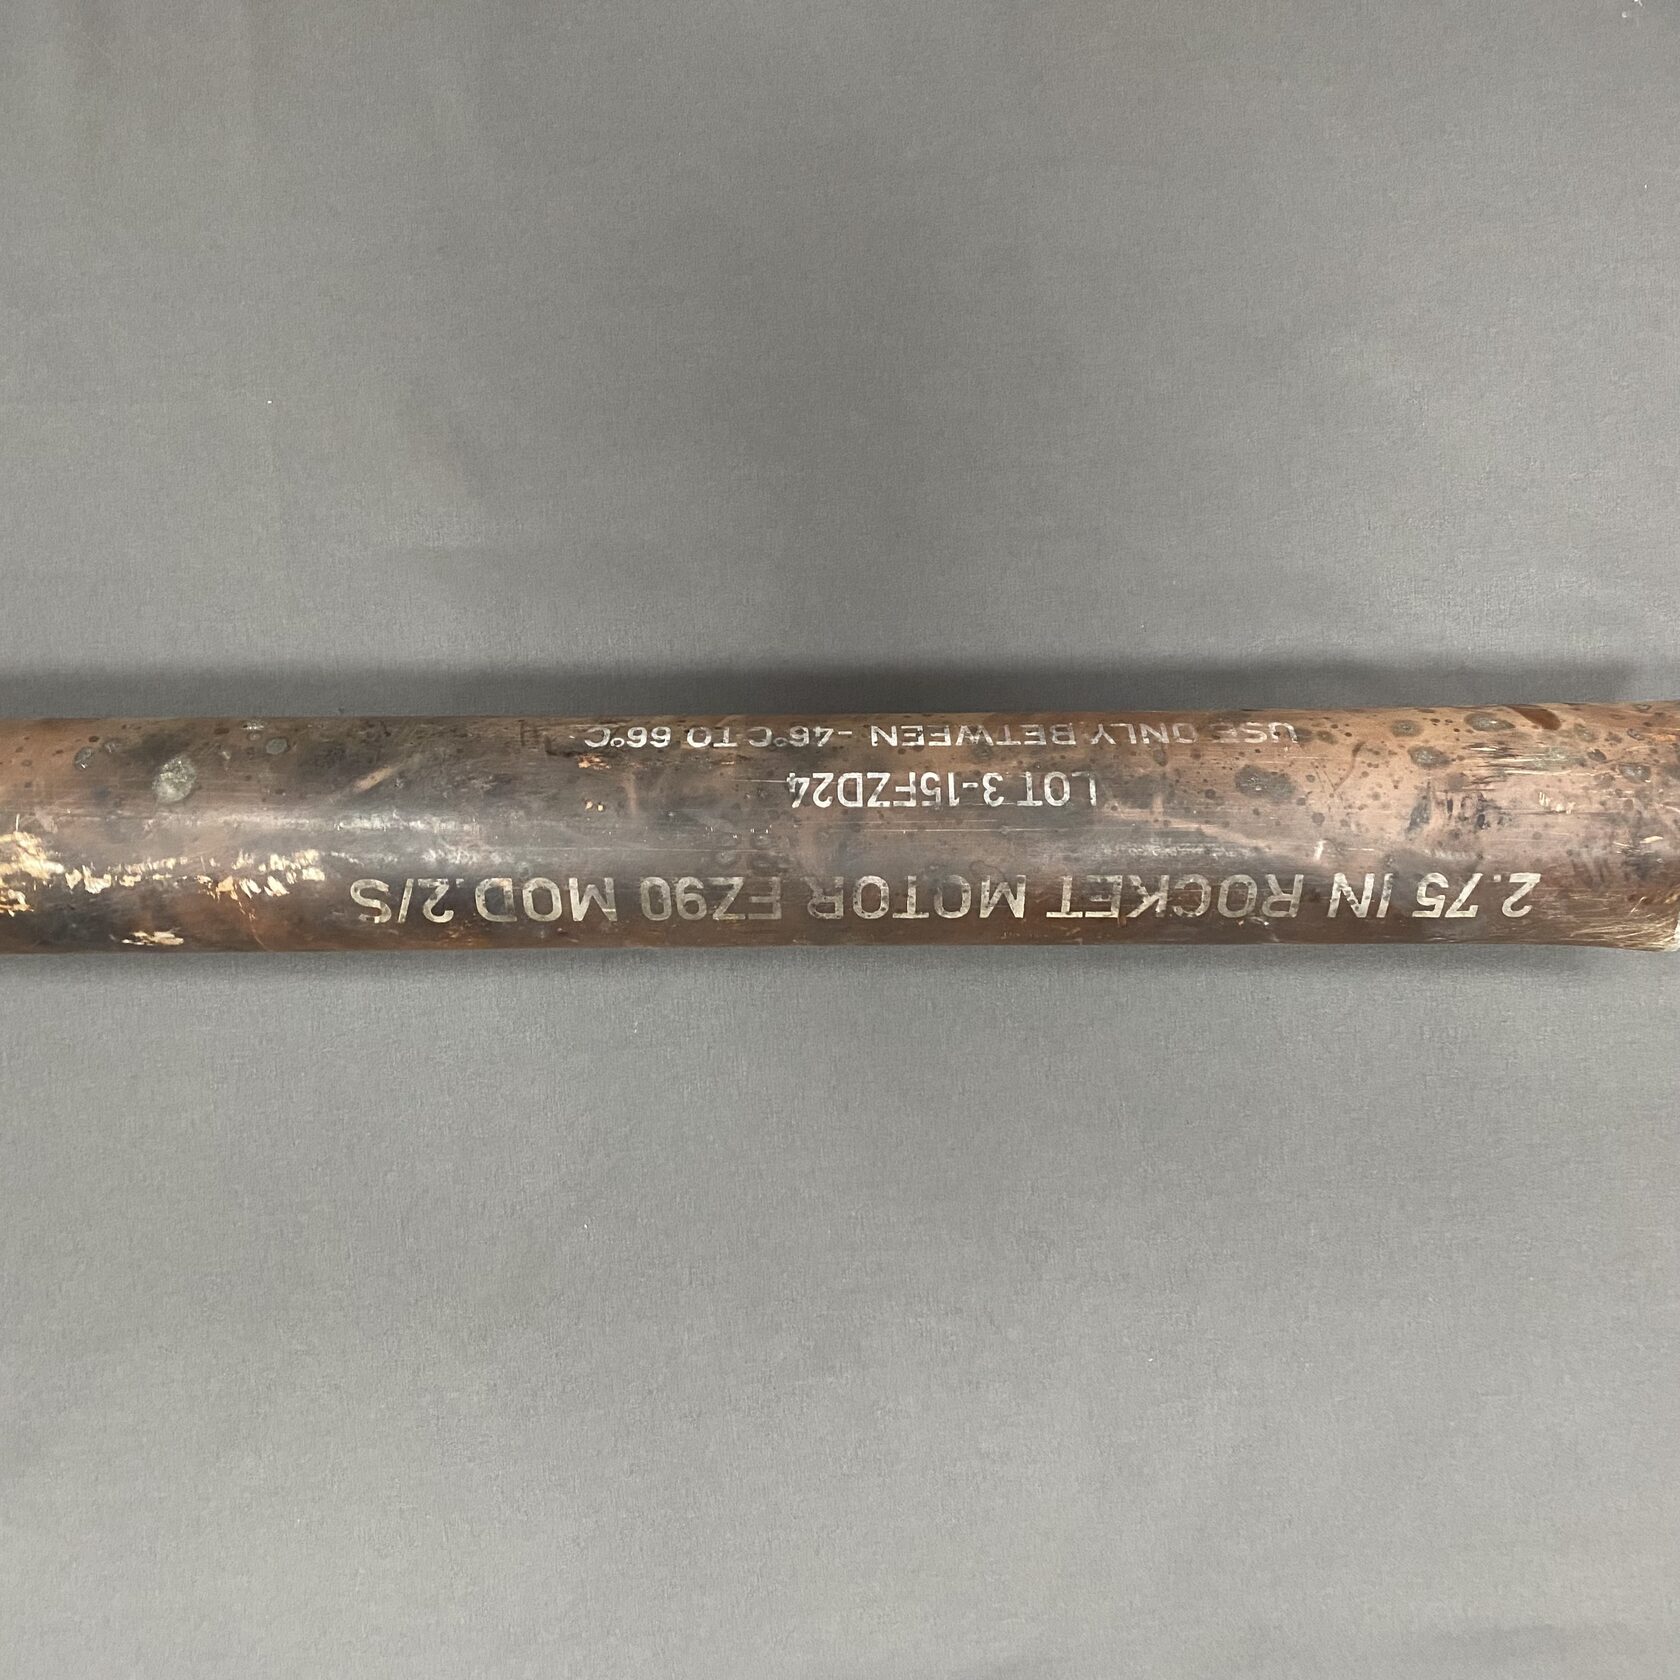 2.75 IN ROCKET MOTOR FZ90 MOD.2/S
LOT 3-15FZD24
USE ONLY BETWEEN -46°C TO 66°C